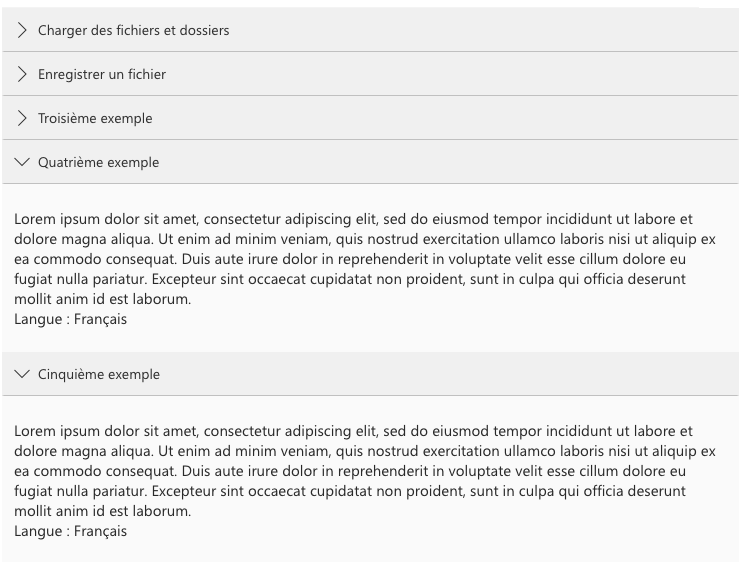 Charger des fichiers et dossiers
Enregistrer un fichier
Troisième exemple
Quatrième exemple
Lorem ipsum dolor sit amet, consectetur adipiscing elit, sed do eiusmod tempor incididunt ut labore et
dolore magna aliqua. Ut enim ad minim veniam, quis nostrud exercitation ullamco laboris nisi ut aliquip ex
ea commodo consequat. Duis aute irure dolor in reprehenderit in voluptate velit esse cillum dolore eu
fugiat nulla pariatur. Excepteur sint occaecat cupidatat non proident, sunt in culpa qui officia deserunt
mollit anim id est laborum.
Langue : Français
Cinquième exemple
Lorem ipsum dolor sit amet, consectetur adipiscing elit, sed do eiusmod tempor incididunt ut labore et
dolore magna aliqua. Ut enim ad minim veniam, quis nostrud exercitation ullamco laboris nisi ut aliquip ex
ea commodo consequat. Duis aute irure dolor in reprehenderit in voluptate velit esse cillum dolore eu
fugiat nulla pariatur. Excepteur sint occaecat cupidatat non proident, sunt in culpa qui officia deserunt
mollit anim id est laborum.
Langue : Français